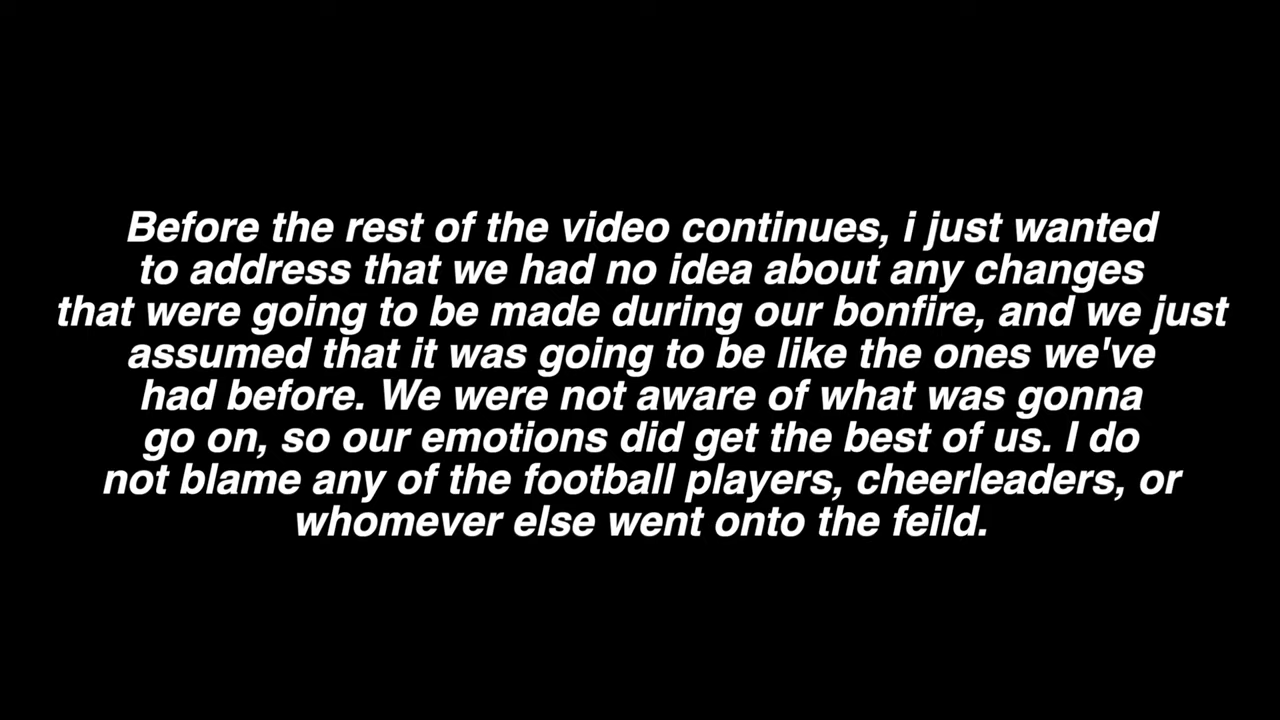 Before the rest of the video continues, i just wanted
to address that we had no idea about any changes
that were going to be made during our bonfire, and we just
assumed that it was going to be like the ones we've
had before. We were not aware of what was gonna
go on, so our emotions did get the best of us. I do
not blame any of the football players, cheerleaders, or
whomever else went onto the feild.